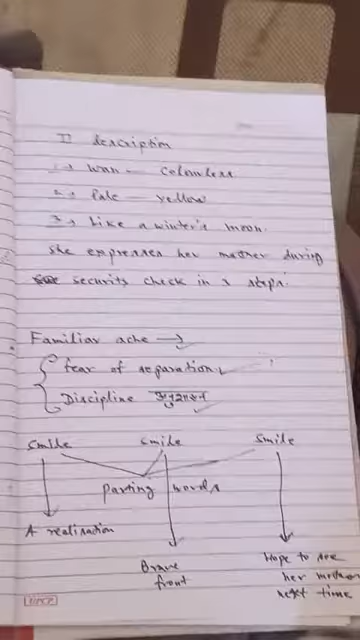 II description
1→ wan — colourless
2→ Pale — yellow
3→ Like a winter's moon.
She expresses her mother during
security check in 3 steps.
Familiar ache →
{ fear of separation.
{ Discipline अनुशासन
Smile Smile Smile
Parting words
A realisation
Brave front
Hope to see her mother next time